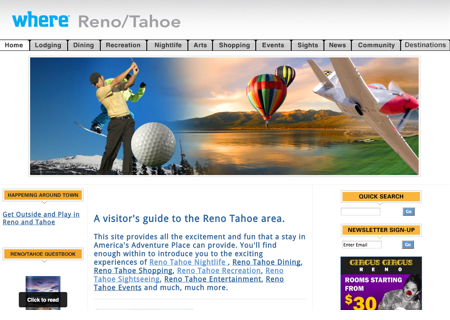 where Reno/Tahoe
Home Lodging Dining Recreation Nightlife Arts Shopping Events Sights News Community Destinations
HAPPENING AROUND TOWN
Get Outside and Play in
Reno and Tahoe
RENO/TAHOE GUESTBOOK
Click to read
A visitor's guide to the Reno Tahoe area.
This site provides all the excitement and fun that a stay in
America's Adventure Place can provide. You'll find
enough within to introduce you to the exciting
experiences of Reno Tahoe Nightlife , Reno Tahoe Dining,
Reno Tahoe Shopping, Reno Tahoe Recreation, Reno
Tahoe Sightseeing, Reno Tahoe Entertainment, Reno
Tahoe Events and much, much more.
QUICK SEARCH
Go
NEWSLETTER SIGN-UP
Enter Email
Go
CIRCUS CIRCUS
RENO
ROOMS STARTING
FROM
$30